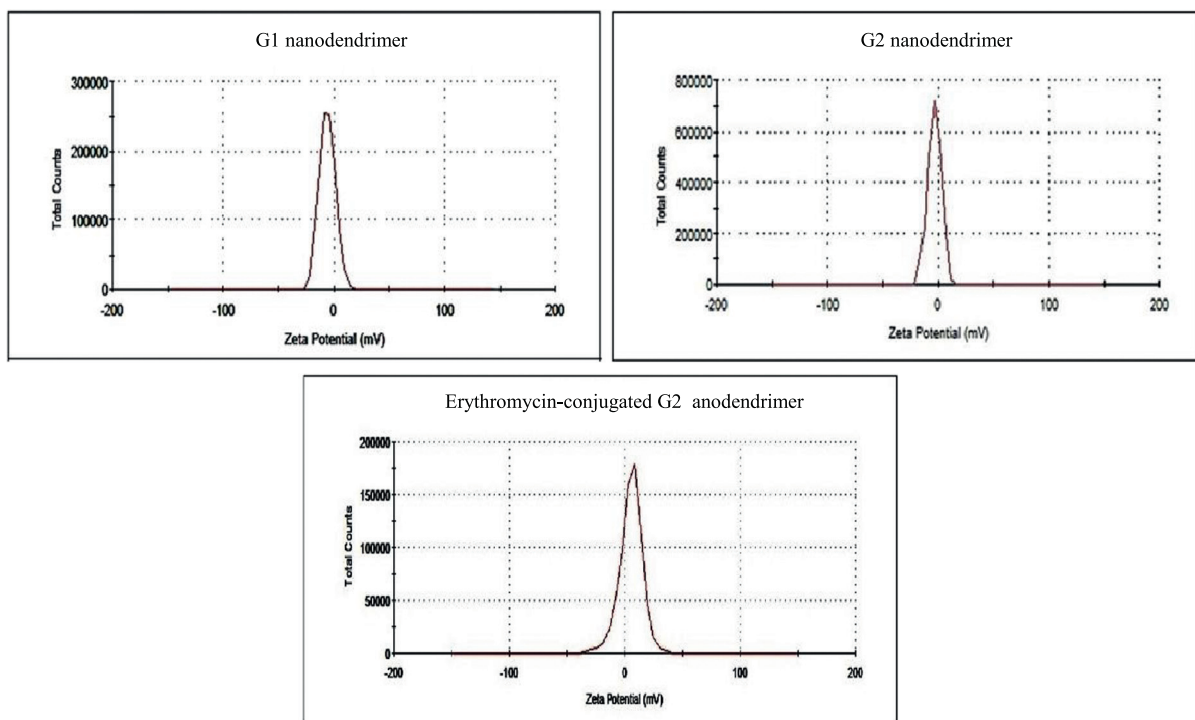 G1 nanodendrimer
300000
200000
100000
0
Total Counts
-200 -100 0 100 200
Zeta Potential (mV)
G2 nanodendrimer
800000
600000
400000
200000
0
Total Counts
-200 -100 0 100 200
Zeta Potential (mV)
Erythromycin-conjugated G2 anodendrimer
200000
150000
100000
50000
0
Total Counts
-200 -100 0 100 200
Zeta Potential (mV)